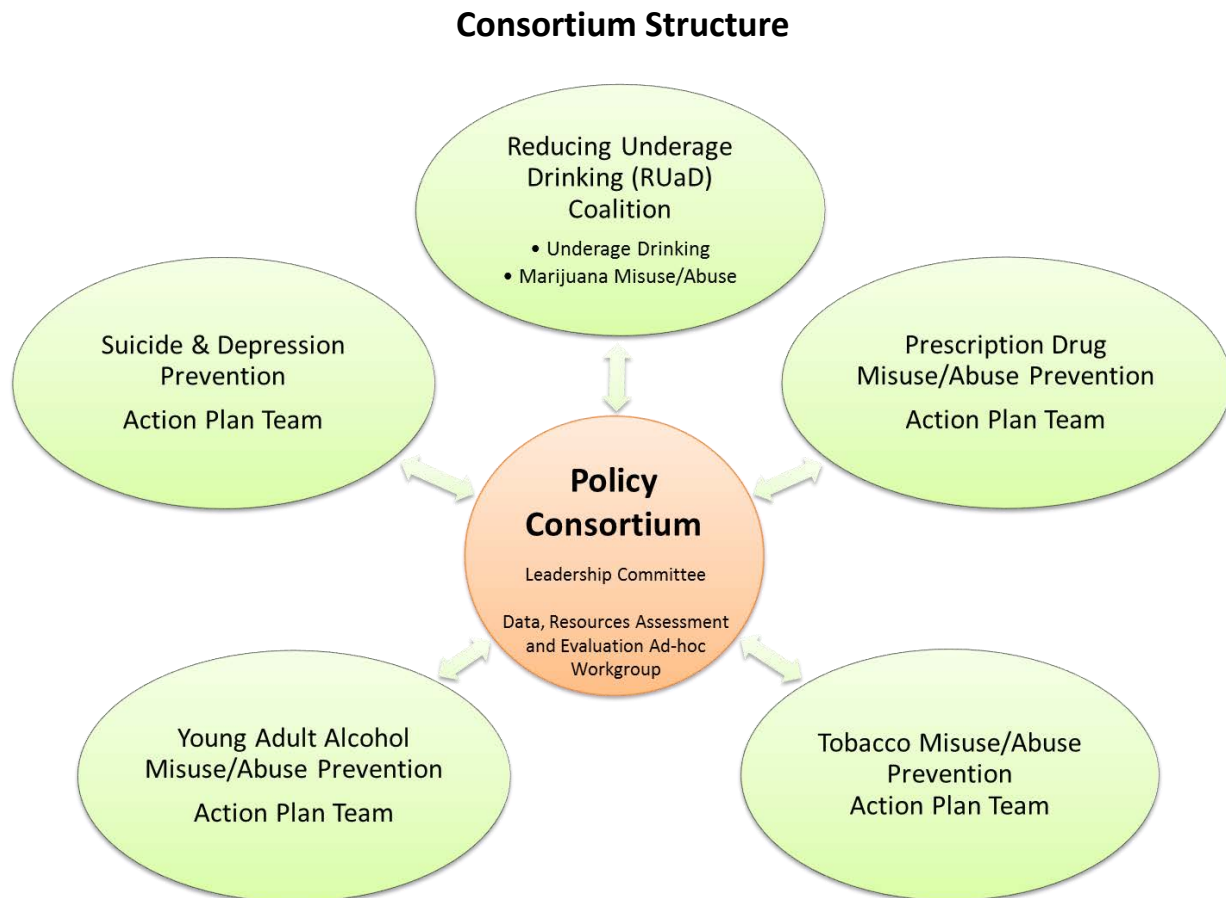 Consortium Structure
Reducing Underage
Drinking (RUaD)
Coalition
• Underage Drinking
• Marijuana Misuse/Abuse
Suicide & Depression
Prevention
Action Plan Team
Prescription Drug
Misuse/Abuse Prevention
Action Plan Team
Policy
Consortium
Leadership Committee
Data, Resources Assessment
and Evaluation Ad-hoc
Workgroup
Young Adult Alcohol
Misuse/Abuse Prevention
Action Plan Team
Tobacco Misuse/Abuse
Prevention
Action Plan Team